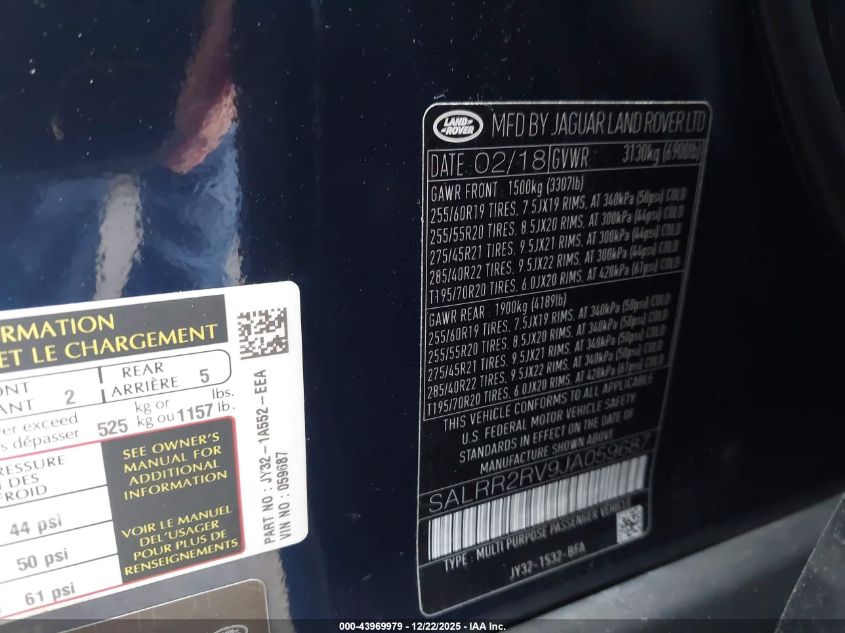 LAND
ROVER
MFD BY JAGUAR LAND ROVER LTD
DATE 02/18 GVWR 3130kg (6900lb)
GAWR FRONT : 1500kg (3307lb)
255/60R19 TIRES, 7.5JX19 RIMS, AT 340kPa (50psi) COLD
255/55R20 TIRES, 8.5JX20 RIMS, AT 300kPa (44psi) COLD
275/45R21 TIRES, 9.5JX21 RIMS, AT 300kPa (44psi) COLD
285/40R22 TIRES, 9.5JX22 RIMS, AT 300kPa (44psi) COLD
T195/70R20 TIRES, 6.0JX20 RIMS, AT 420kPa (61psi) COLD
GAWR REAR : 1900kg (4189lb)
255/60R19 TIRES, 7.5JX19 RIMS, AT 340kPa (50psi) COLD
255/55R20 TIRES, 8.5JX20 RIMS, AT 340kPa (50psi) COLD
275/45R21 TIRES, 9.5JX21 RIMS, AT 340kPa (50psi) COLD
285/40R22 TIRES, 9.5JX22 RIMS, AT 340kPa (50psi) COLD
T195/70R20 TIRES, 6.0JX20 RIMS, AT 420kPa (61psi) COLD
THIS VEHICLE CONFORMS TO ALL APPLICABLE
U.S. FEDERAL MOTOR VEHICLE SAFETY
STANDARDS IN EFFECT ON THE DATE OF
MANUFACTURE SHOWN ABOVE.
SALRR2RV9JA059687
TYPE : MULTI PURPOSE PASSENGER VEHICLE
JY32-1532-BFA
ORMATION
ET LE CHARGEMENT
ONT
ANT 2
REAR
ARRIÈRE 5
er exceed
s dépasser 525 kg or
kg ou 1157 lbs.
lb.
RESSURE
N DES
ROID
44 psi
50 psi
61 psi
SEE OWNER'S
MANUAL FOR
ADDITIONAL
INFORMATION
VOIR LE MANUEL
DEL'USAGER
POUR PLUS DE
RENSEIGNEMENTS
PART NO : JY32-1A552-EEA
VIN NO : 059687
000-43969979 - 12/22/2025 - IAA Inc.